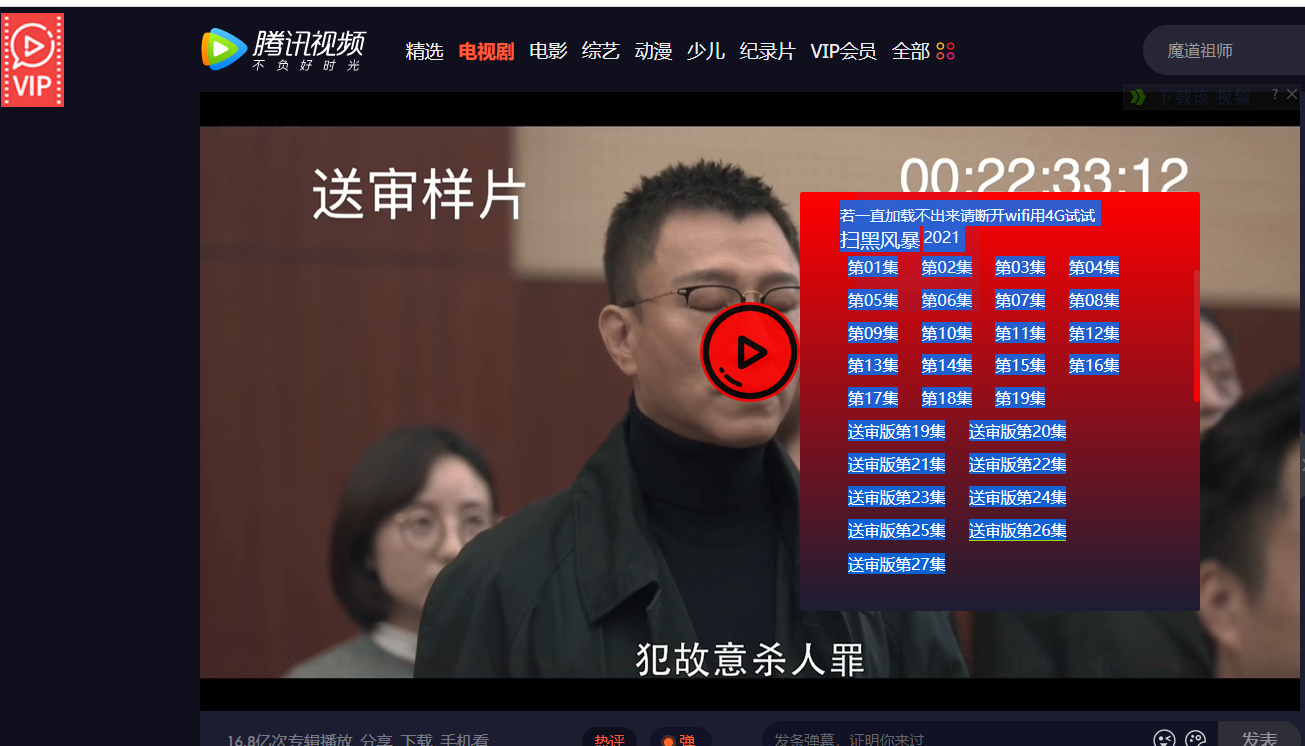 VIP
腾讯视频
不负好时光
精选 电视剧 电影 综艺 动漫 少儿 纪录片 VIP会员 全部
魔道祖师
下载该 视频 ? ×
送审样片 00:22:33:12
若一直加载不出来请断开wifi用4G试试
扫黑风暴 2021
第01集 第02集 第03集 第04集
第05集 第06集 第07集 第08集
第09集 第10集 第11集 第12集
第13集 第14集 第15集 第16集
第17集 第18集 第19集
送审版第19集 送审版第20集
送审版第21集 送审版第22集
送审版第23集 送审版第24集
送审版第25集 送审版第26集
送审版第27集
犯故意杀人罪
16.8亿次专辑播放 分享 下载 手机看 热评 弹 发条弹幕，证明你来过 发表